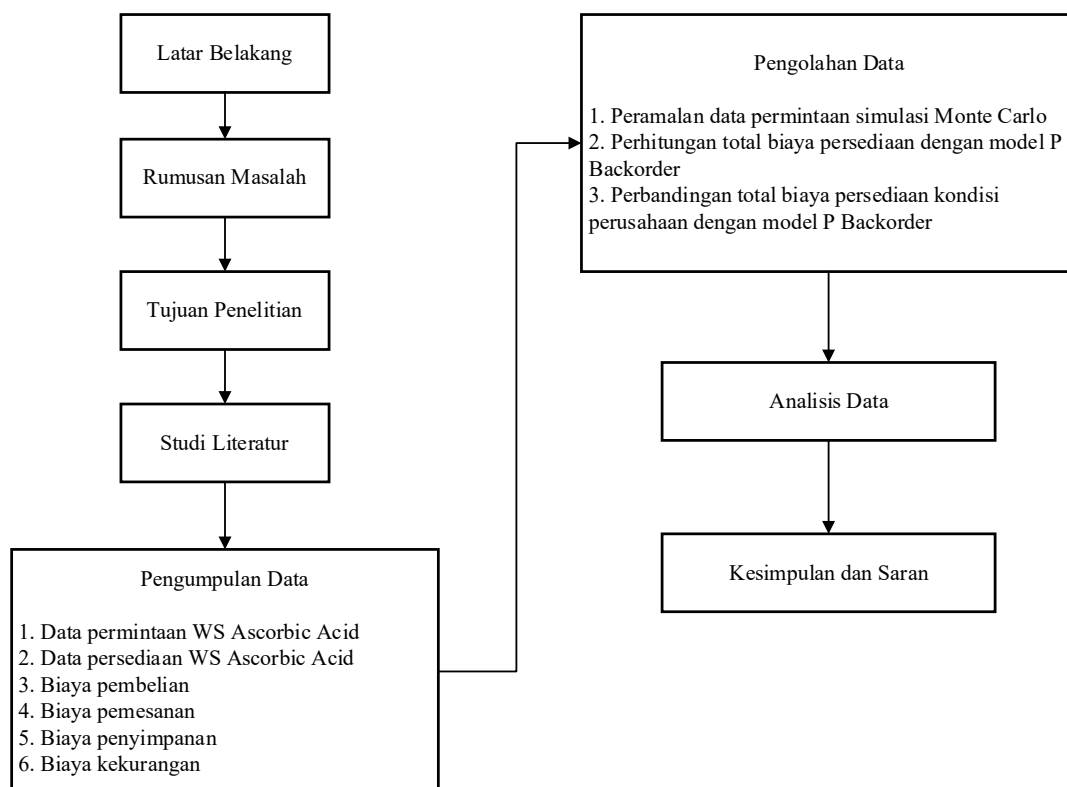 Latar Belakang
Rumusan Masalah
Tujuan Penelitian
Studi Literatur
Pengumpulan Data
1. Data permintaan WS Ascorbic Acid
2. Data persediaan WS Ascorbic Acid
3. Biaya pembelian
4. Biaya pemesanan
5. Biaya penyimpanan
6. Biaya kekurangan
Pengolahan Data
1. Peramalan data permintaan simulasi Monte Carlo
2. Perhitungan total biaya persediaan dengan model P
Backorder
3. Perbandingan total biaya persediaan kondisi
perusahaan dengan model P Backorder
Analisis Data
Kesimpulan dan Saran